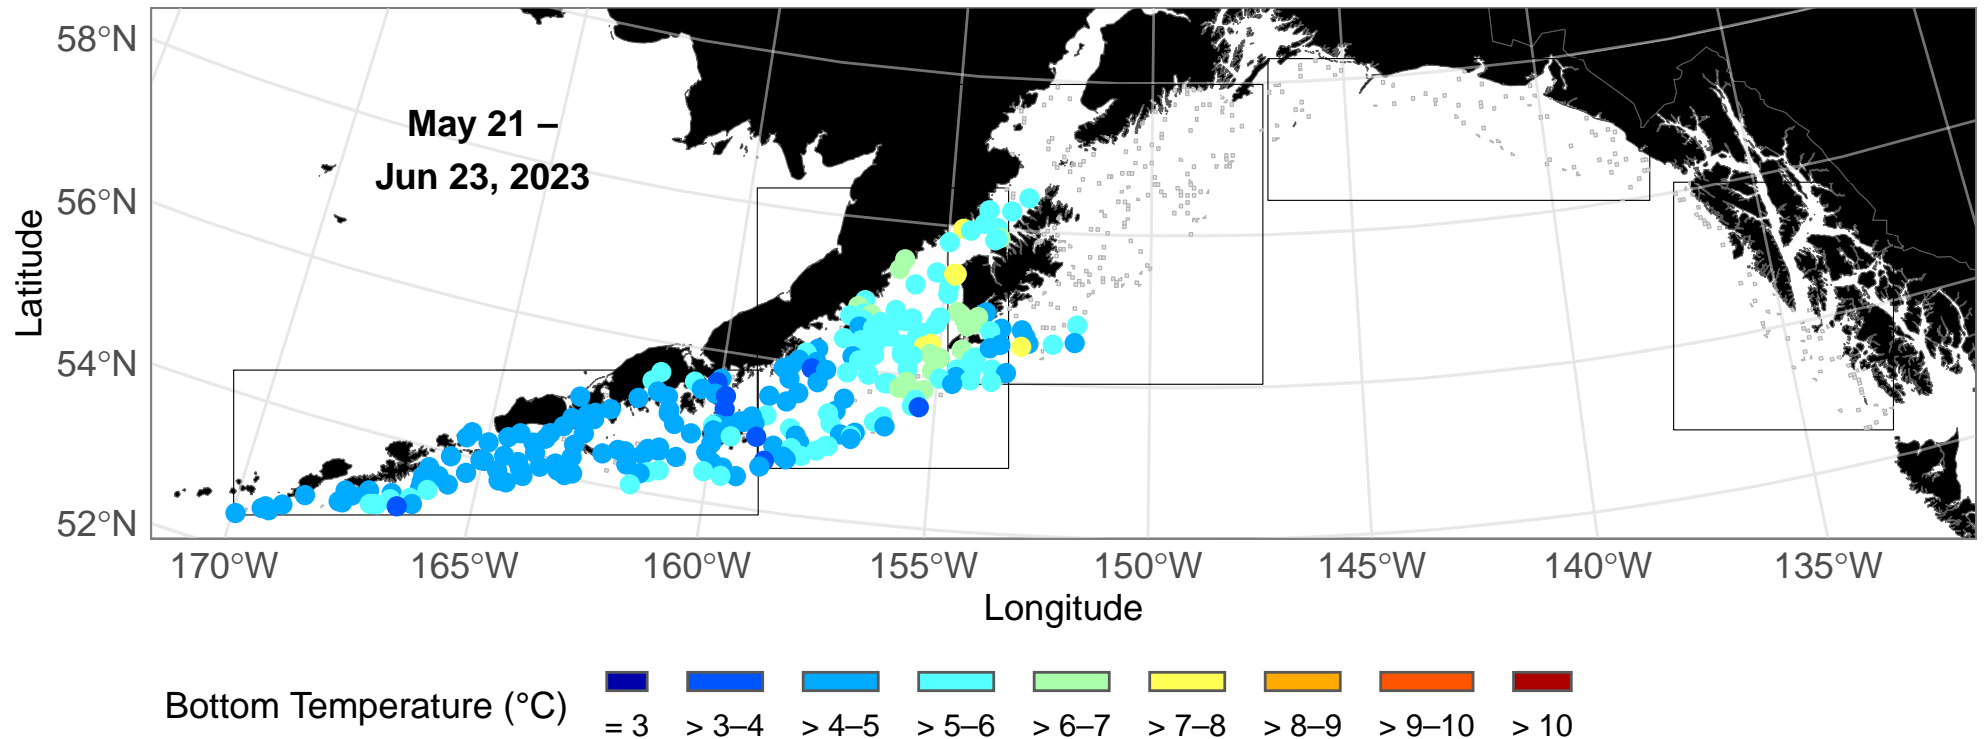 58°N
56°N
54°N
52°N
Latitude
May 21 –
Jun 23, 2023
170°W 165°W 160°W 155°W 150°W 145°W 140°W 135°W
Longitude
Bottom Temperature (°C)
= 3 > 3–4 > 4–5 > 5–6 > 6–7 > 7–8 > 8–9 > 9–10 > 10